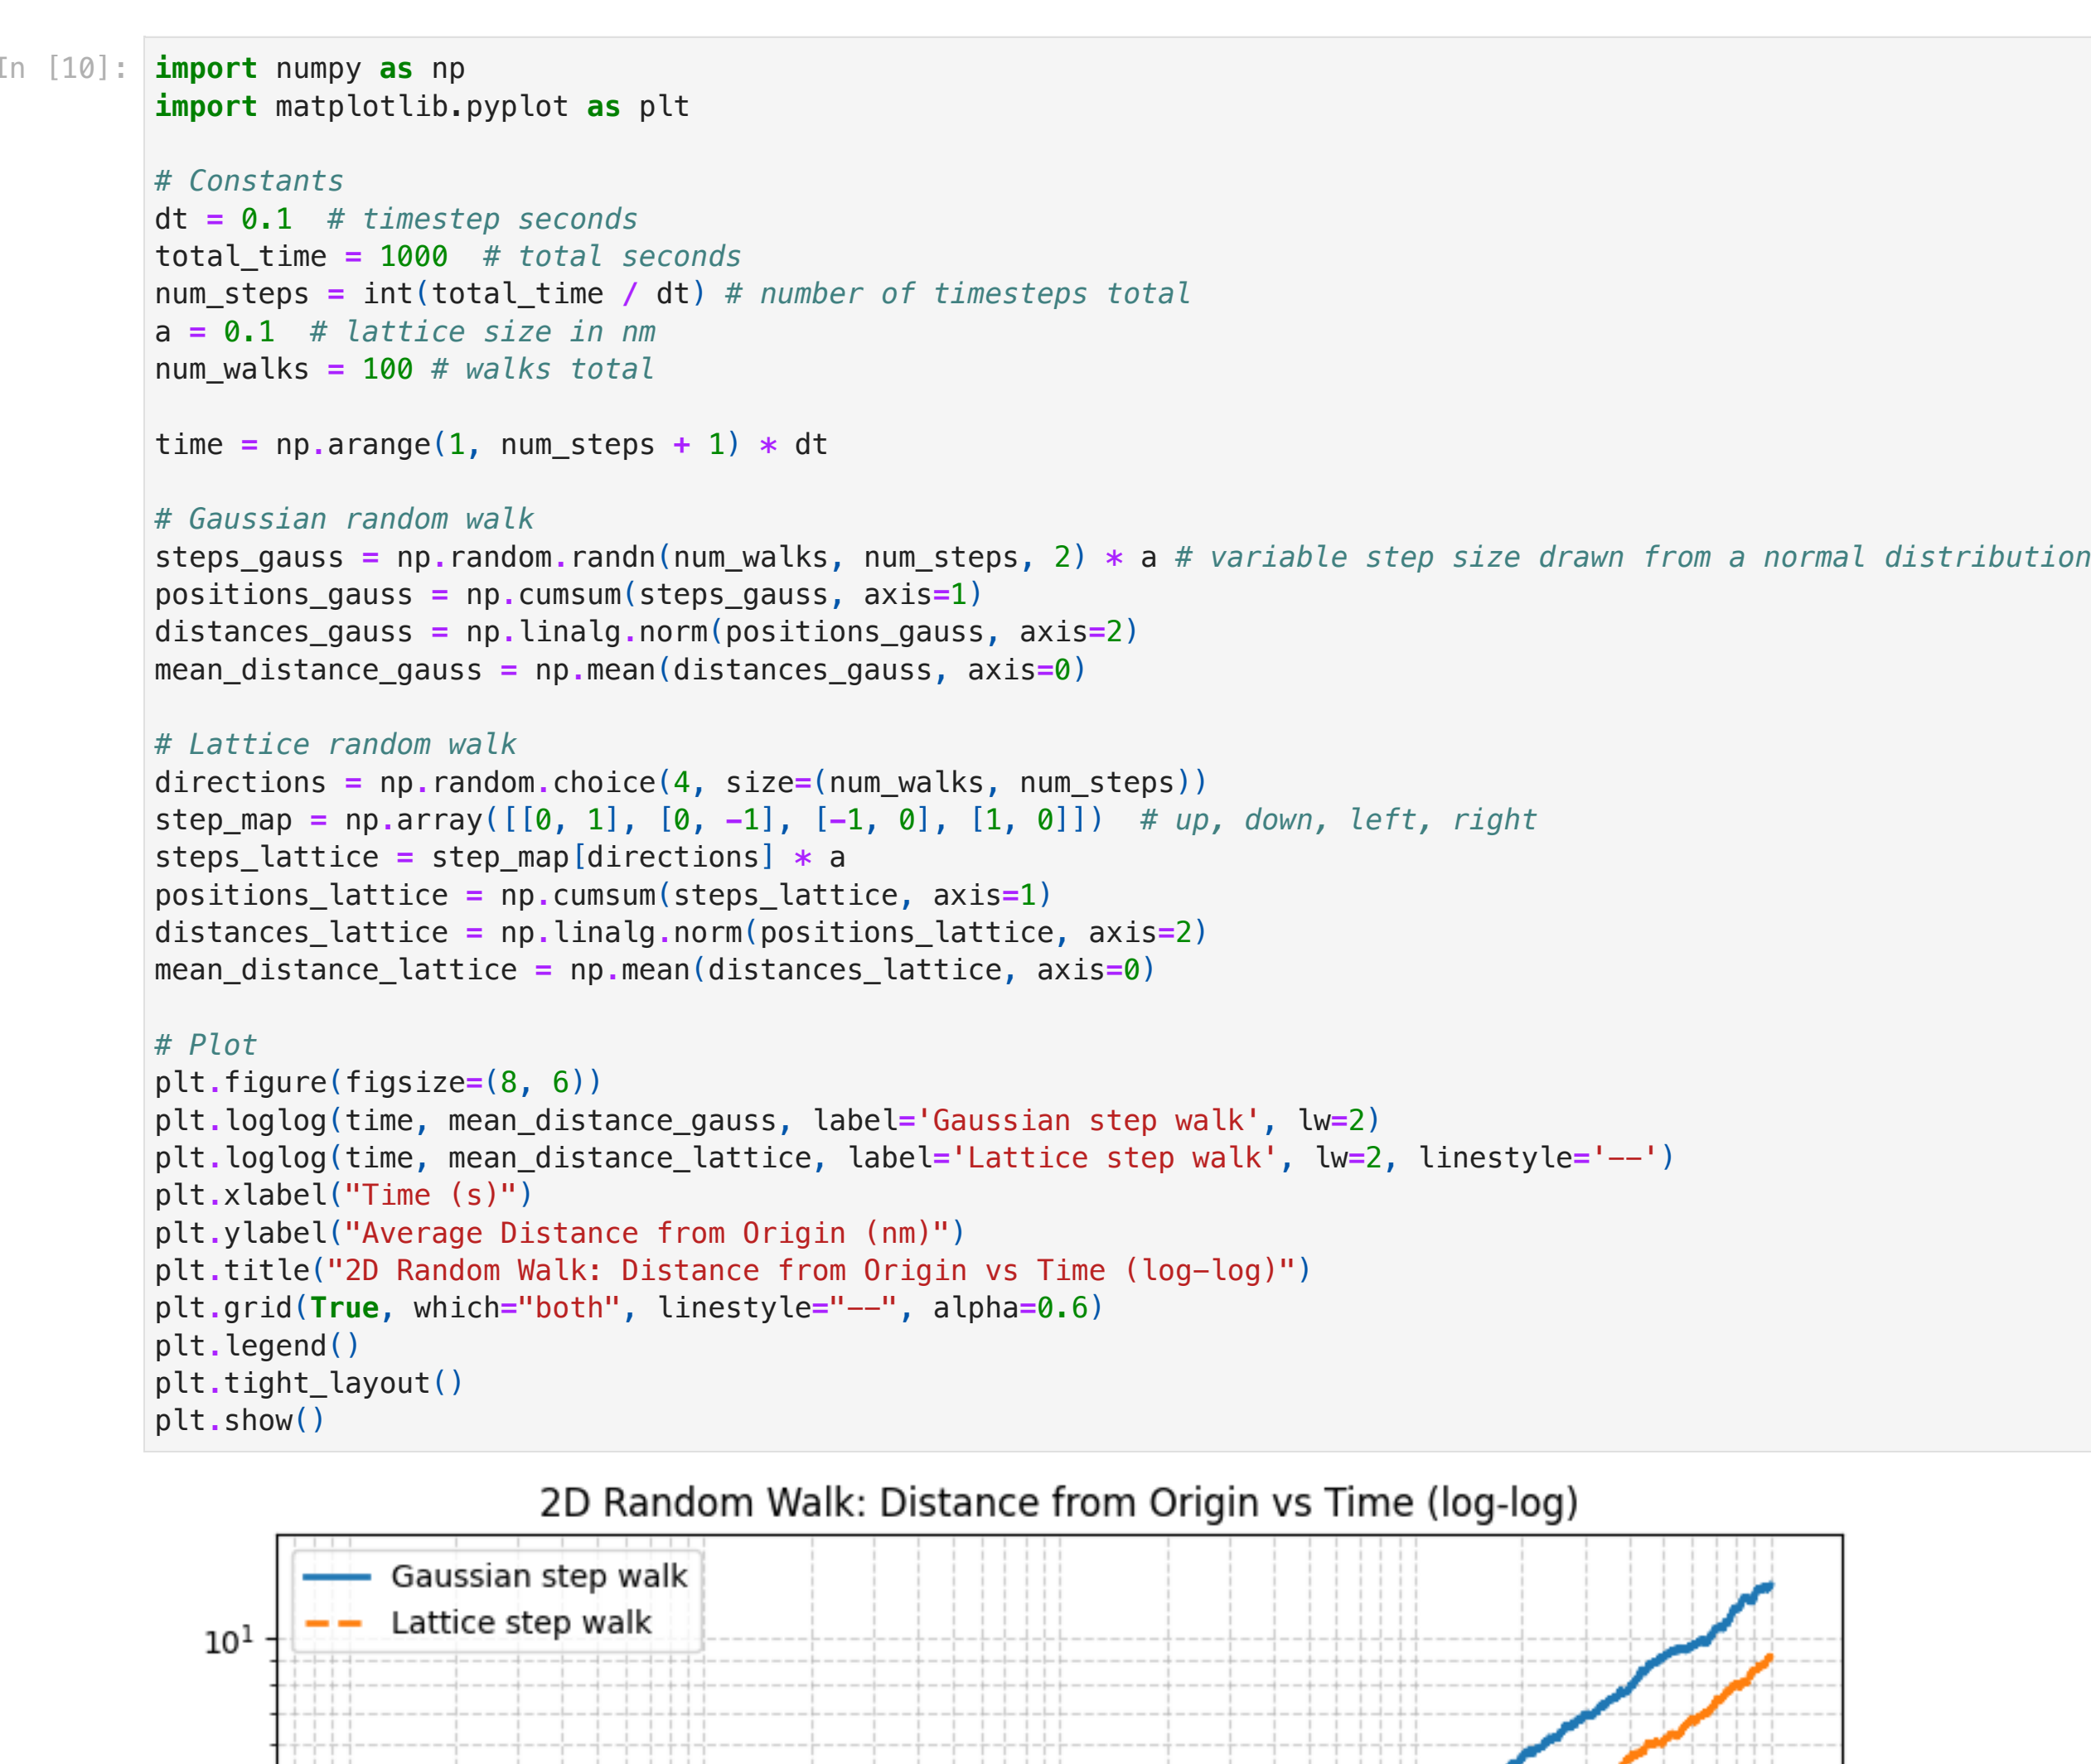 In [10]:
import numpy as np
import matplotlib.pyplot as plt
# Constants
dt = 0.1  # timestep seconds
total_time = 1000  # total seconds
num_steps = int(total_time / dt) # number of timesteps total
a = 0.1  # lattice size in nm
num_walks = 100 # walks total
time = np.arange(1, num_steps + 1) * dt
# Gaussian random walk
steps_gauss = np.random.randn(num_walks, num_steps, 2) * a # variable step size drawn from a normal distribution
positions_gauss = np.cumsum(steps_gauss, axis=1)
distances_gauss = np.linalg.norm(positions_gauss, axis=2)
mean_distance_gauss = np.mean(distances_gauss, axis=0)
# Lattice random walk
directions = np.random.choice(4, size=(num_walks, num_steps))
step_map = np.array([[0, 1], [0, -1], [-1, 0], [1, 0]])  # up, down, left, right
steps_lattice = step_map[directions] * a
positions_lattice = np.cumsum(steps_lattice, axis=1)
distances_lattice = np.linalg.norm(positions_lattice, axis=2)
mean_distance_lattice = np.mean(distances_lattice, axis=0)
# Plot
plt.figure(figsize=(8, 6))
plt.loglog(time, mean_distance_gauss, label='Gaussian step walk', lw=2)
plt.loglog(time, mean_distance_lattice, label='Lattice step walk', lw=2, linestyle='--')
plt.xlabel("Time (s)")
plt.ylabel("Average Distance from Origin (nm)")
plt.title("2D Random Walk: Distance from Origin vs Time (log-log)")
plt.grid(True, which="both", linestyle="--", alpha=0.6)
plt.legend()
plt.tight_layout()
plt.show()
2D Random Walk: Distance from Origin vs Time (log-log)
Gaussian step walk
Lattice step walk
10¹